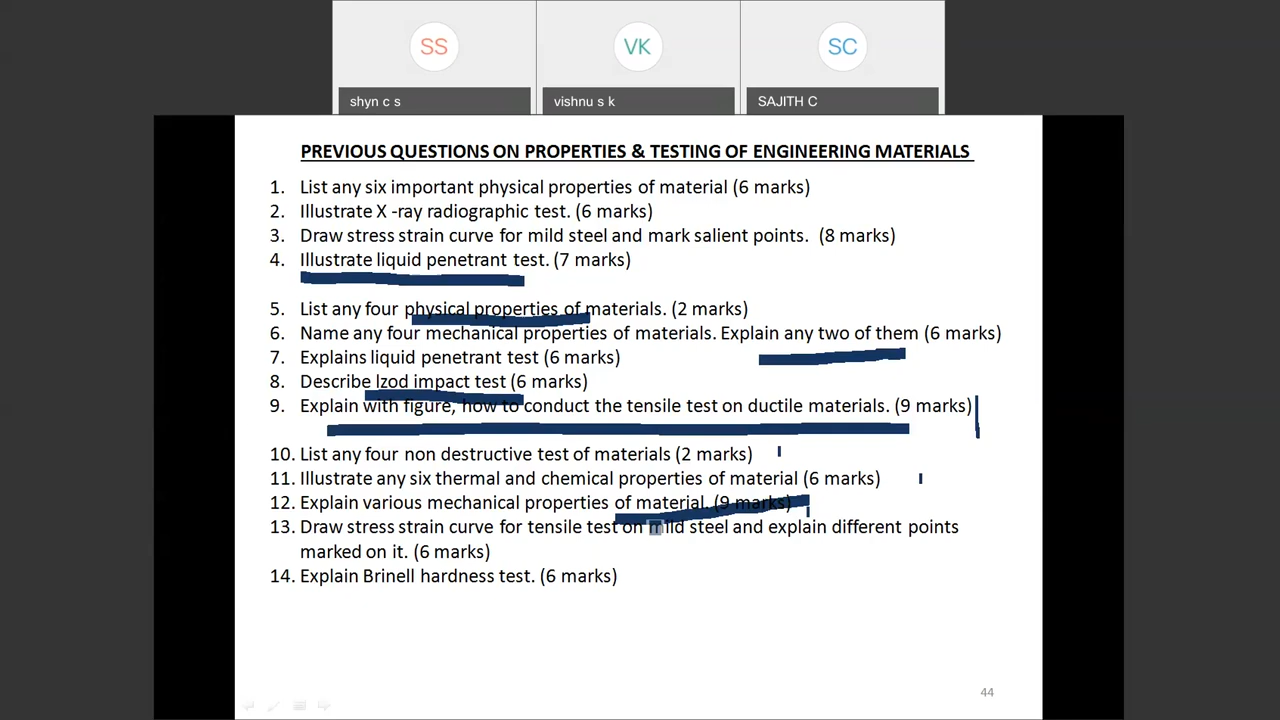 SS
VK
SC
shyn c s
vishnu s k
SAJITH C
PREVIOUS QUESTIONS ON PROPERTIES & TESTING OF ENGINEERING MATERIALS
1. List any six important physical properties of material (6 marks)
2. Illustrate X -ray radiographic test. (6 marks)
3. Draw stress strain curve for mild steel and mark salient points. (8 marks)
4. Illustrate liquid penetrant test. (7 marks)
5. List any four physical properties of materials. (2 marks)
6. Name any four mechanical properties of materials. Explain any two of them (6 marks)
7. Explains liquid penetrant test (6 marks)
8. Describe lzod impact test (6 marks)
9. Explain with figure, how to conduct the tensile test on ductile materials. (9 marks)
10. List any four non destructive test of materials (2 marks)
11. Illustrate any six thermal and chemical properties of material (6 marks)
12. Explain various mechanical properties of material. (9 marks)
13. Draw stress strain curve for tensile test on mild steel and explain different points
marked on it. (6 marks)
14. Explain Brinell hardness test. (6 marks)
44